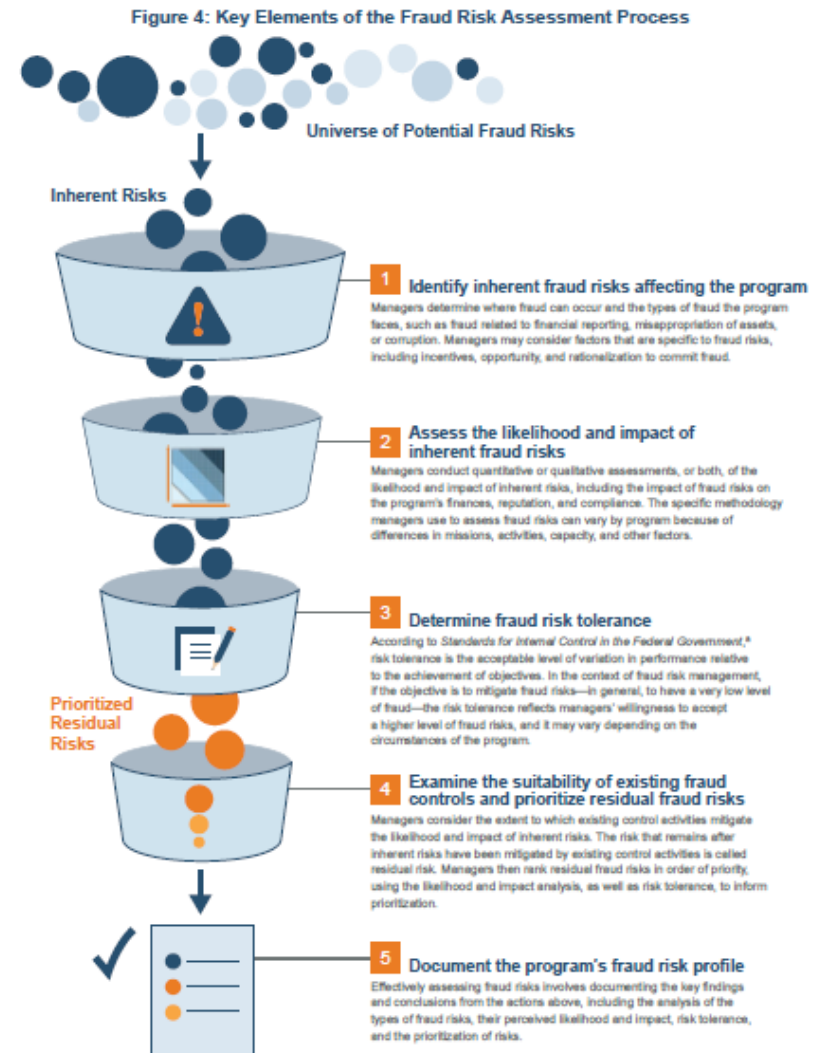 Figure 4: Key Elements of the Fraud Risk Assessment Process
Universe of Potential Fraud Risks
Inherent Risks
1 Identify inherent fraud risks affecting the program
Managers determine where fraud can occur and the types of fraud the program
faces, such as fraud related to financial reporting, misappropriation of assets,
or corruption. Managers may consider factors that are specific to fraud risks,
including incentives, opportunity, and rationalization to commit fraud.
2 Assess the likelihood and impact of
inherent fraud risks
Managers conduct quantitative or qualitative assessments, or both, of the
likelihood and impact of inherent risks, including the impact of fraud risks on
the program's finances, reputation, and compliance. The specific methodology
managers use to assess fraud risks can vary by program because of
differences in missions, activities, capacity, and other factors.
3 Determine fraud risk tolerance
According to Standards for Internal Control in the Federal Government,ª
risk tolerance is the acceptable level of variation in performance relative
to the achievement of objectives. In the context of fraud risk management,
if the objective is to mitigate fraud risks—in general, to have a very low level
of fraud—the risk tolerance reflects managers' willingness to accept
a higher level of fraud risks, and it may vary depending on the
circumstances of the program.
Prioritized
Residual
Risks
4 Examine the suitability of existing fraud
controls and prioritize residual fraud risks
Managers consider the extent to which existing control activities mitigate
the likelihood and impact of inherent risks. The risk that remains after
inherent risks have been mitigated by existing control activities is called
residual risk. Managers then rank residual fraud risks in order of priority,
using the likelihood and impact analysis, as well as risk tolerance, to inform
prioritization.
5 Document the program's fraud risk profile
Effectively assessing fraud risks involves documenting the key findings
and conclusions from the actions above, including the analysis of the
types of fraud risks, their perceived likelihood and impact, risk tolerance,
and the prioritization of risks.